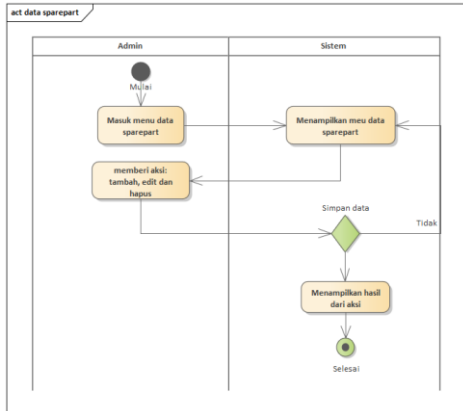 act data sparepart
Admin
Sistem
Mulai
Masuk menu data
sparepart
Menampilkan meu data
sparepart
memberi aksi:
tambah, edit dan
hapus
Simpan data
Tidak
Menampilkan hasil
dari aksi
Selesai